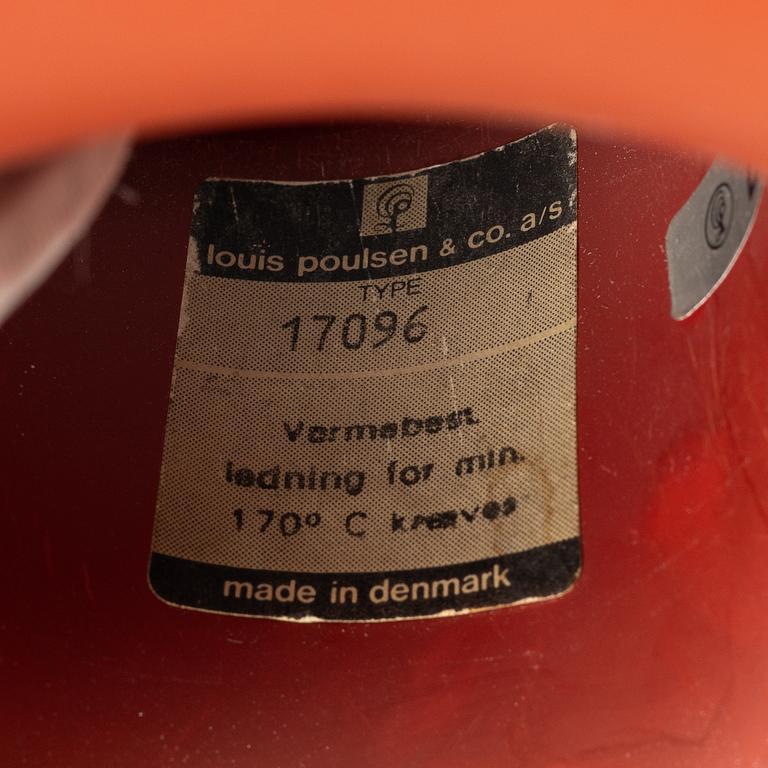 louis poulsen & co. a/s
TYPE
17096
Varmebest.
ledning for min.
170° C kræves
made in denmark